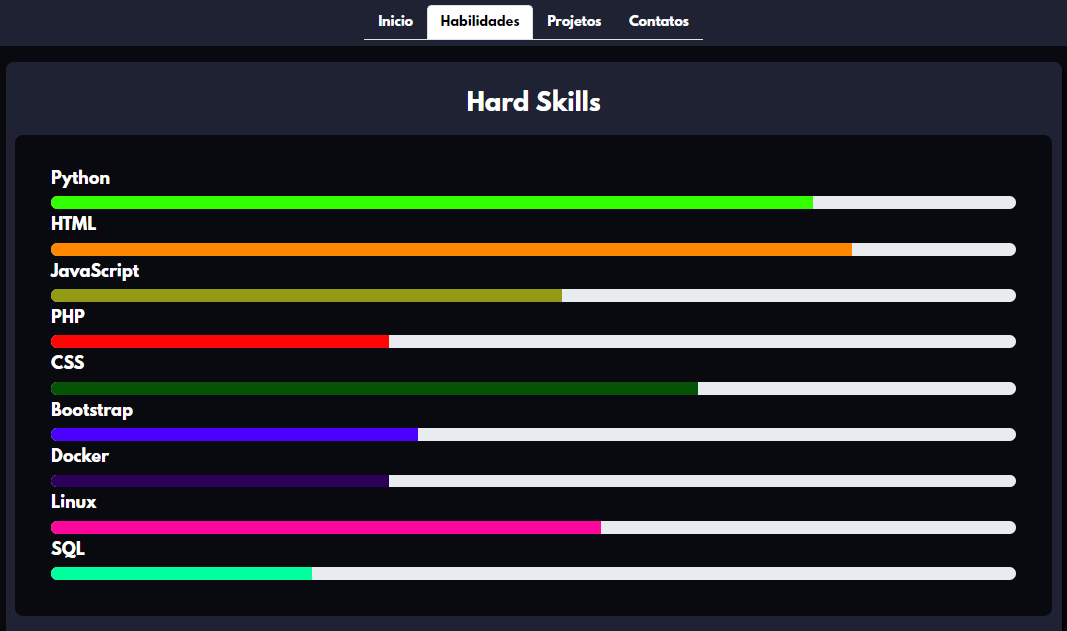 Inicio Habilidades Projetos Contatos
Hard Skills
Python
HTML
JavaScript
PHP
CSS
Bootstrap
Docker
Linux
SQL